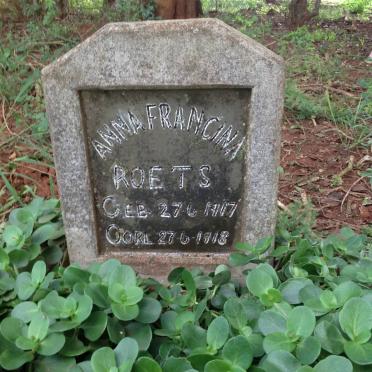 ANNA FRANCINA
ROETS
GEB. 27 6 1917
OORL 27-6-1918